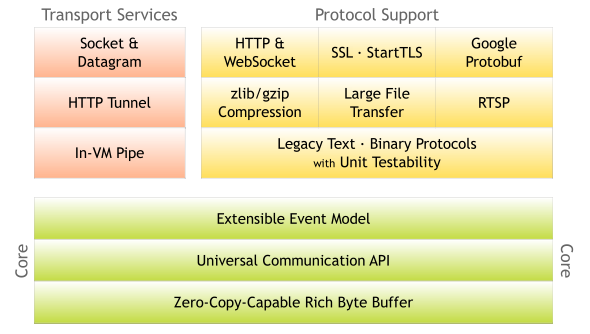 Transport Services
Protocol Support
Socket &
Datagram
HTTP Tunnel
In-VM Pipe
HTTP &
WebSocket
SSL · StartTLS
Google
Protobuf
zlib/gzip
Compression
Large File
Transfer
RTSP
Legacy Text · Binary Protocols
with Unit Testability
Core
Extensible Event Model
Universal Communication API
Zero-Copy-Capable Rich Byte Buffer
Core